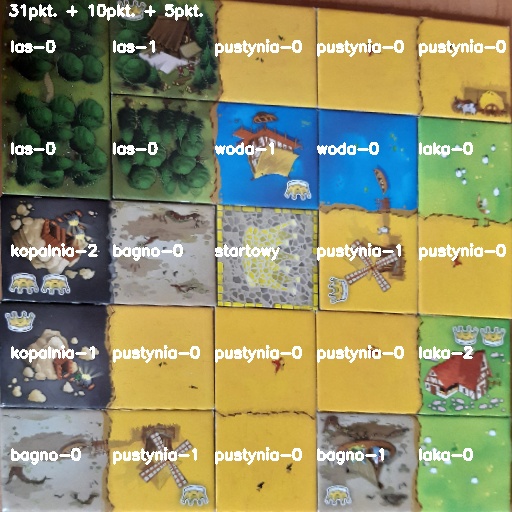 31pkt. + 10pkt. + 5pkt.
las-0 las-1 pustynia-0 pustynia-0 pustynia-0
las-0 las-0 woda-1 woda-0 laka-0
kopalnia-2 bagno-0 startowy pustynia-1 pustynia-0
kopalnia-1 pustynia-0 pustynia-0 pustynia-0 laka-2
bagno-0 pustynia-1 pustynia-0 bagno-1 laka-0